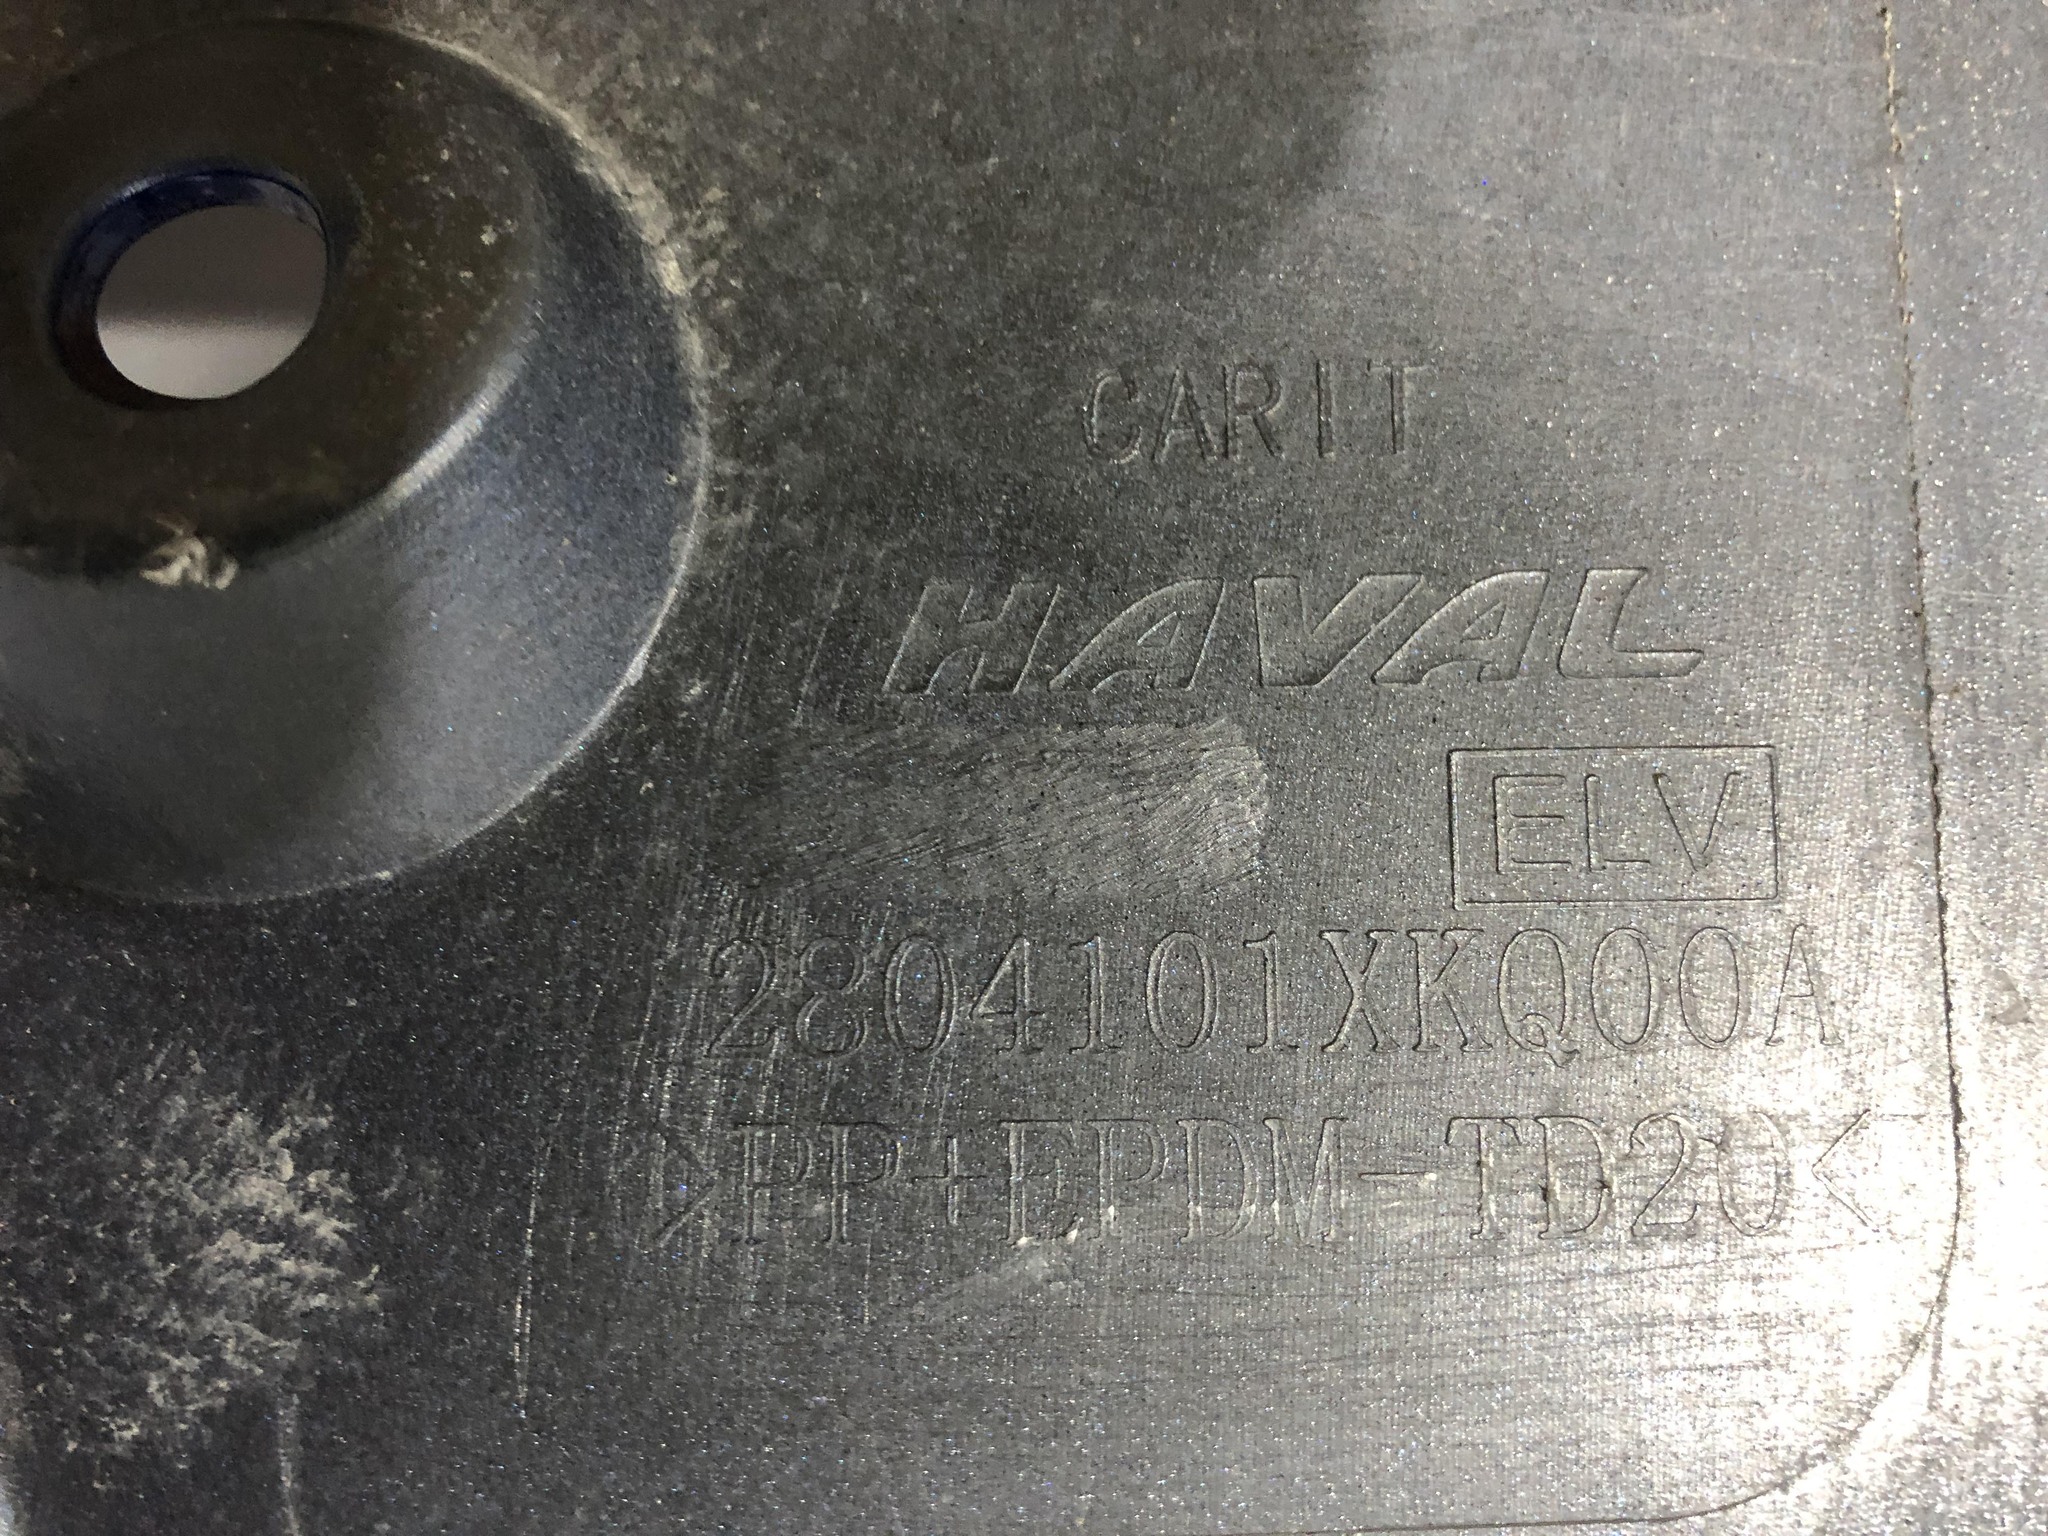 CARIT
HAVAL
ELV
2804101XKQ00A
>PP+EPDM-TD20<